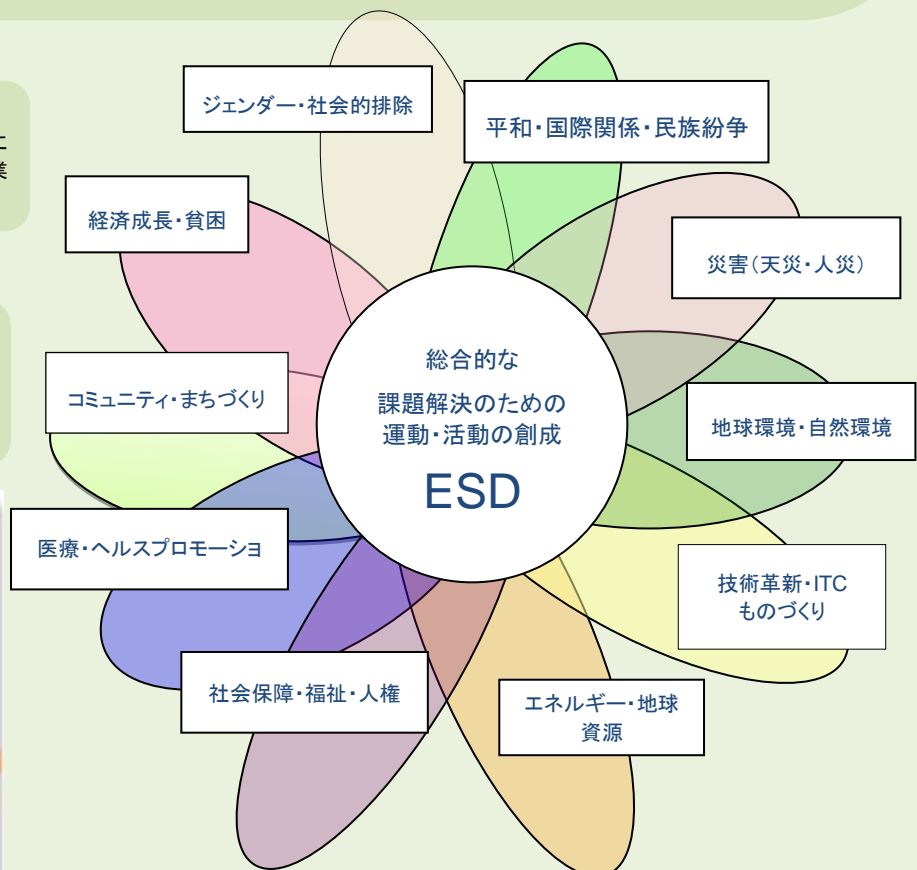 ジェンダー・社会的排除
平和・国際関係・民族紛争
経済成長・貧困
災害(天災・人災)
コミュニティ・まちづくり
総合的な
課題解決のための
運動・活動の創成
ESD
地球環境・自然環境
医療・ヘルスプロモーショ
技術革新・ITC
ものづくり
社会保障・福祉・人権
エネルギー・地球
資源